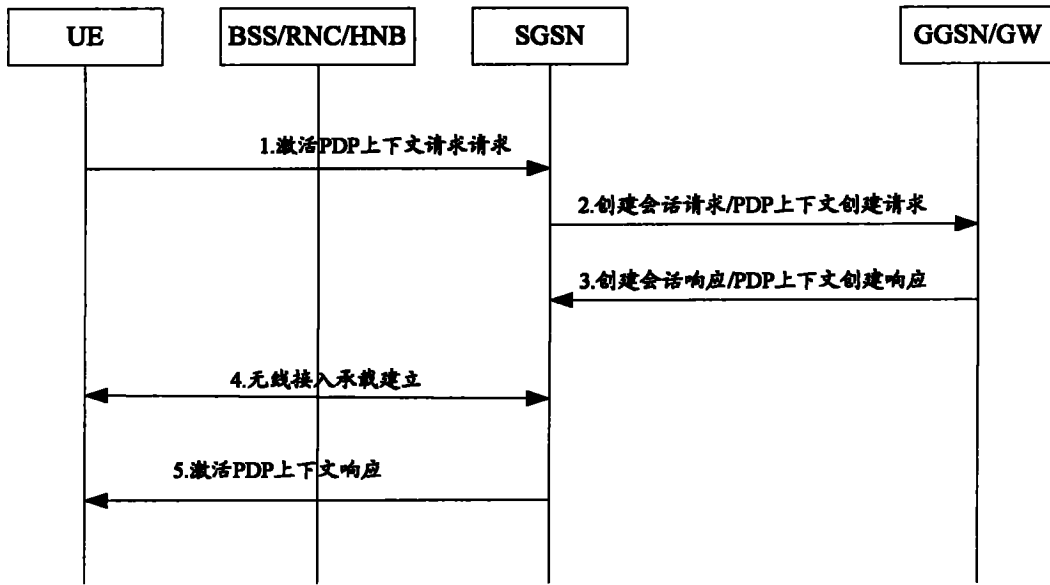 UE
BSS/RNC/HNB
SGSN
GGSN/GW
1.激活PDP上下文请求请求
2.创建会话请求/PDP上下文创建请求
3.创建会话响应/PDP上下文创建响应
4.无线接入承载建立
5.激活PDP上下文响应